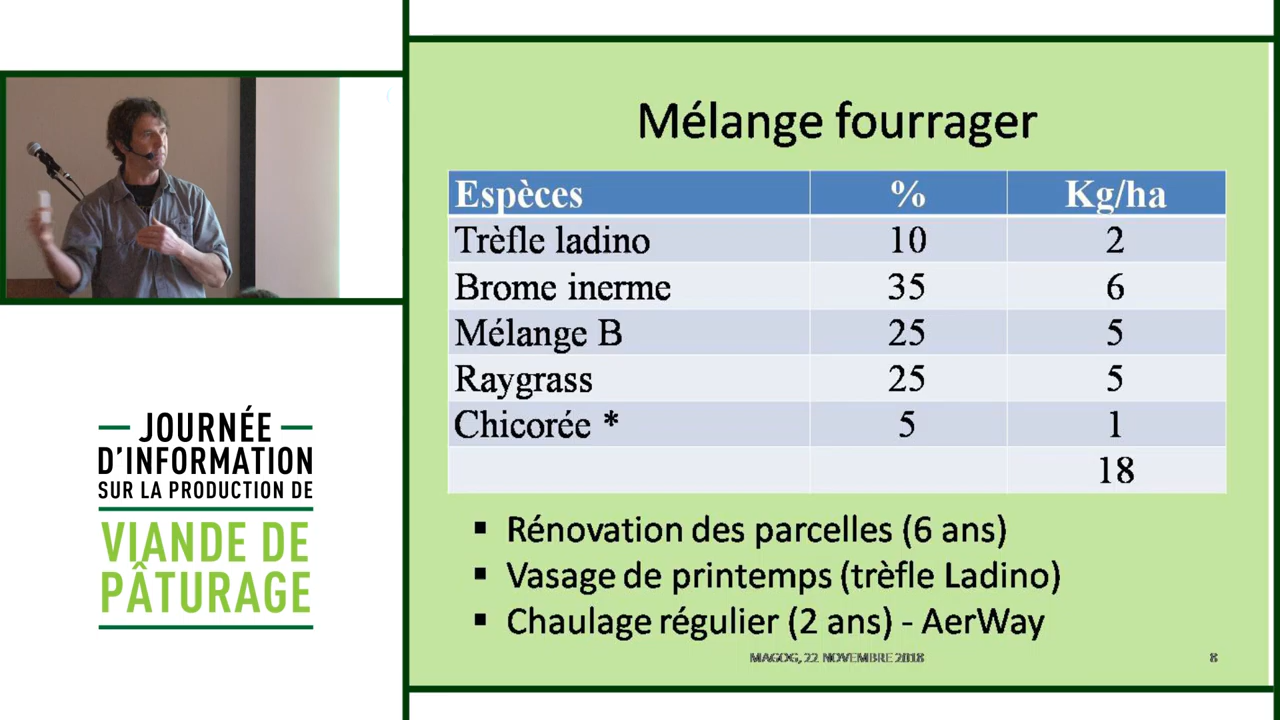 Mélange fourrager
Espèces % Kg/ha
Trèfle ladino 10 2
Brome inerme 35 6
Mélange B 25 5
Raygrass 25 5
Chicorée * 5 1
18
▪ Rénovation des parcelles (6 ans)
▪ Vasage de printemps (trèfle Ladino)
▪ Chaulage régulier (2 ans) - AerWay
MAGOG, 22 NOVEMBRE 2018 8
JOURNÉE
D'INFORMATION
SUR LA PRODUCTION DE
VIANDE DE
PÂTURAGE